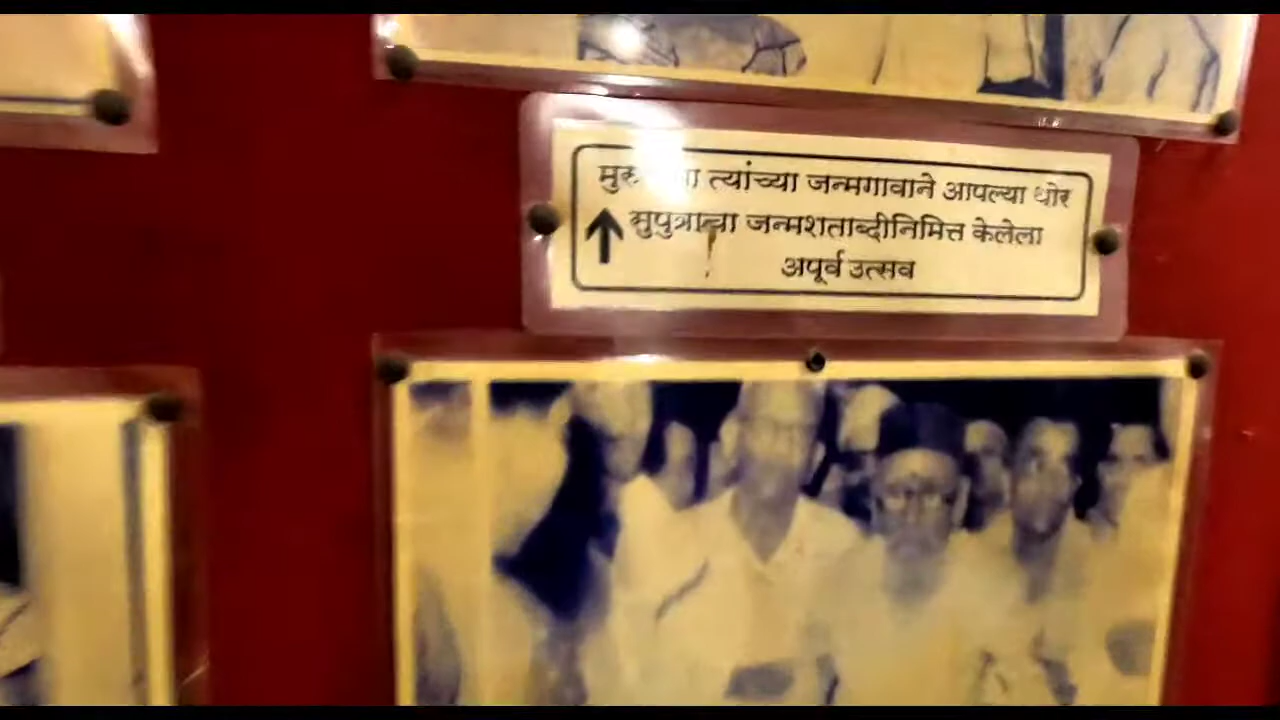 त्यांच्या जन्मगावाने आपल्या थोर
सुपुत्राचा जन्मशताब्दीनिमित्त केलेला
अपूर्व उत्सव